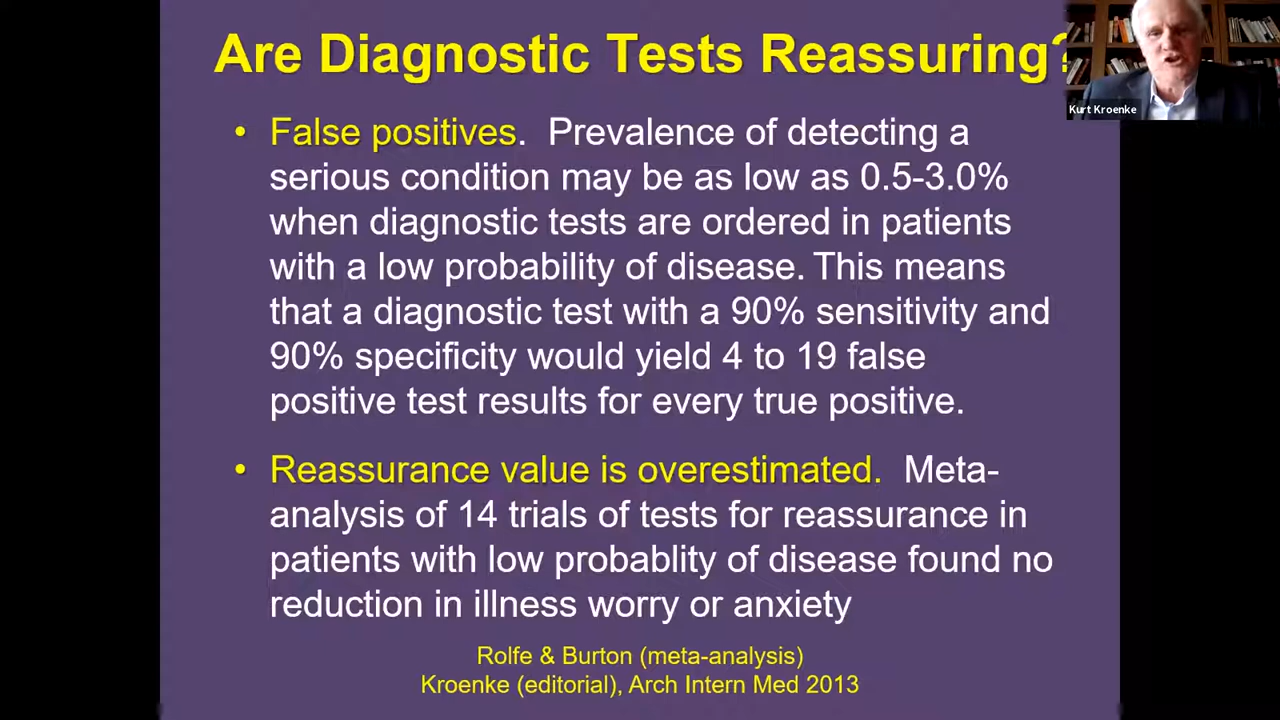 Are Diagnostic Tests Reassuring?
Kurt Kroenke
• False positives. Prevalence of detecting a
serious condition may be as low as 0.5-3.0%
when diagnostic tests are ordered in patients
with a low probability of disease. This means
that a diagnostic test with a 90% sensitivity and
90% specificity would yield 4 to 19 false
positive test results for every true positive.
• Reassurance value is overestimated. Meta-
analysis of 14 trials of tests for reassurance in
patients with low probablity of disease found no
reduction in illness worry or anxiety
Rolfe & Burton (meta-analysis)
Kroenke (editorial), Arch Intern Med 2013